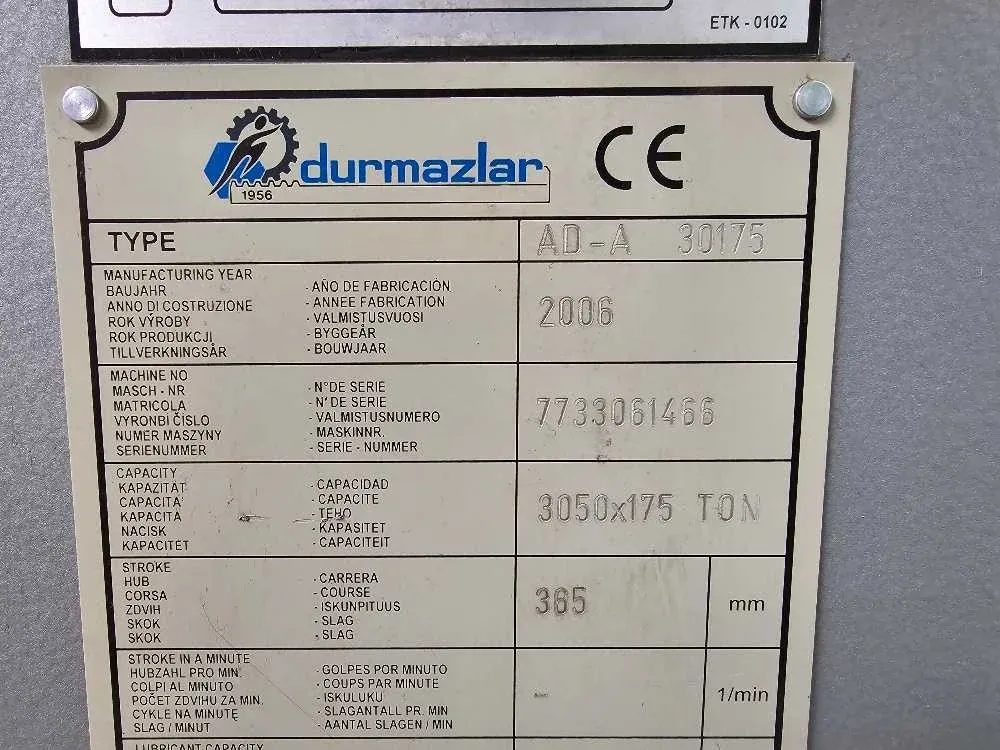 ETK - 0102
durmazlar
1956
CE
TYPE AD-A 30175
MANUFACTURING YEAR
BAUJAHR - AÑO DE FABRICACIÓN
ANNO DI COSTRUZIONE - ANNEE FABRICATION
ROK VÝROBY - VALMISTUSVUOSI
ROK PRODUKCJI - BYGGEÅR
TILLVERKNINGSÅR - BOUWJAAR
2006
MACHINE NO
MASCH - NR - N°DE SERIE
MATRICOLA - N°DE SERIE
VYRONBÍ ČÍSLO - VALMISTUSNUMERO
NUMER MASZYNY - MASKINNR.
SERIENUMMER - SERIE - NUMMER
7733061466
CAPACITY
KAPAZITÄT - CAPACIDAD
CAPACITÁ - CAPACITE
KAPACITA - TEHO
NACISK - KAPASITET
KAPACITET - CAPACITEIT
3050x175 TON
STROKE
HUB - CARRERA
CORSA - COURSE
ZDVIH - ISKUNPITUUS
SKOK - SLAG
SKOK - SLAG
365 mm
STROKE IN A MINUTE
HUBZAHL PRO MIN. - GOLPES POR MINUTO
COLPI AL MINUTO - COUPS PAR MINUTE
POČET ZDVIHU ZA MIN. - ISKULUKU
CYKLE NA MINUTĘ - SLAGANTALL PR. MIN
SLAG / MINUT - AANTAL SLAGEN / MIN
- 1/min
LUBRICANT CAPACITY